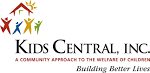 KIDS CENTRAL, INC.
A COMMUNITY APPROACH TO THE WELFARE OF CHILDREN
Building Better Lives